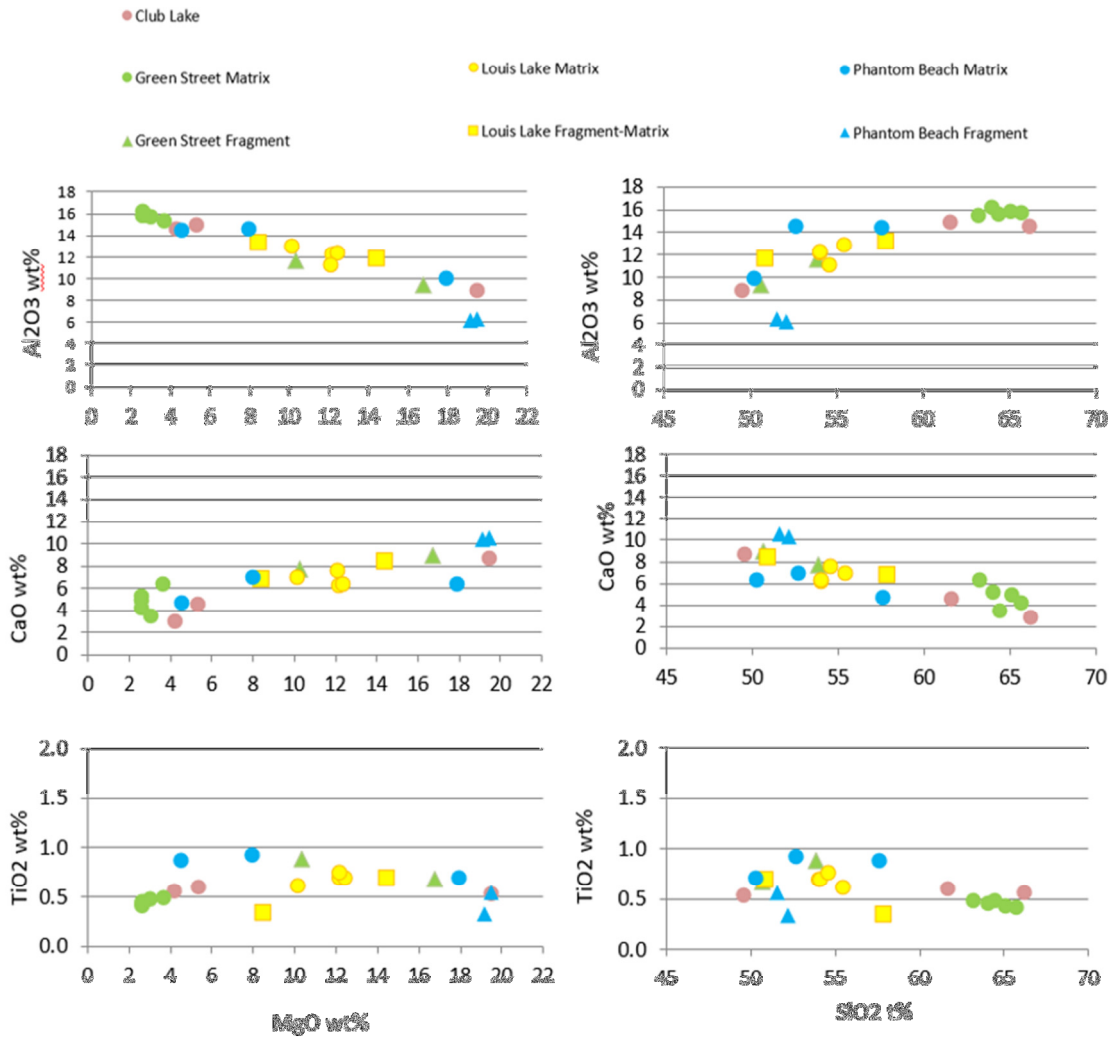 Club Lake
Green Street Matrix
Louis Lake Matrix
Phantom Beach Matrix
Green Street Fragment
Louis Lake Fragment-Matrix
Phantom Beach Fragment
Al2O3 wt%
18
16
14
12
10
8
6
4
2
0
0 2 4 6 8 10 12 14 16 18 20 22
Al2O3 wt%
18
16
14
12
10
8
6
4
2
0
45 50 55 60 65 70
CaO wt%
18
16
14
12
10
8
6
4
2
0
0 2 4 6 8 10 12 14 16 18 20 22
CaO wt%
18
16
14
12
10
8
6
4
2
0
45 50 55 60 65 70
TiO2 wt%
2.0
1.5
1.0
0.5
0.0
0 2 4 6 8 10 12 14 16 18 20 22
MgO wt%
TiO2 wt%
2.0
1.5
1.0
0.5
0.0
45 50 55 60 65 70
SiO2 t%